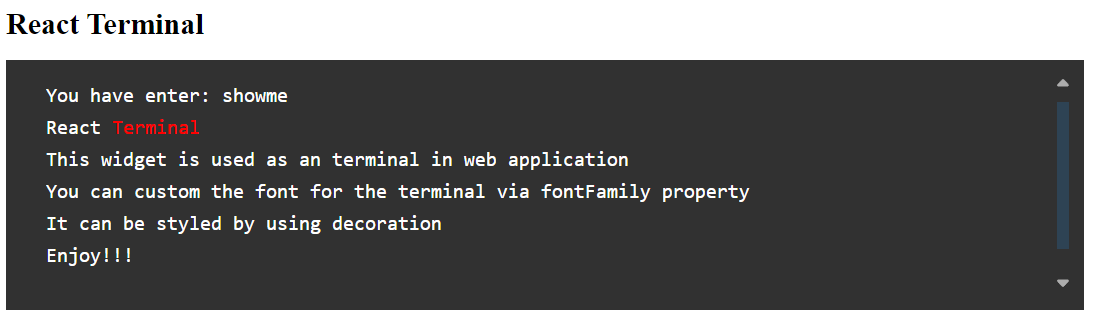 React Terminal
You have enter: showme
React Terminal
This widget is used as an terminal in web application
You can custom the font for the terminal via fontFamily property
It can be styled by using decoration
Enjoy!!!